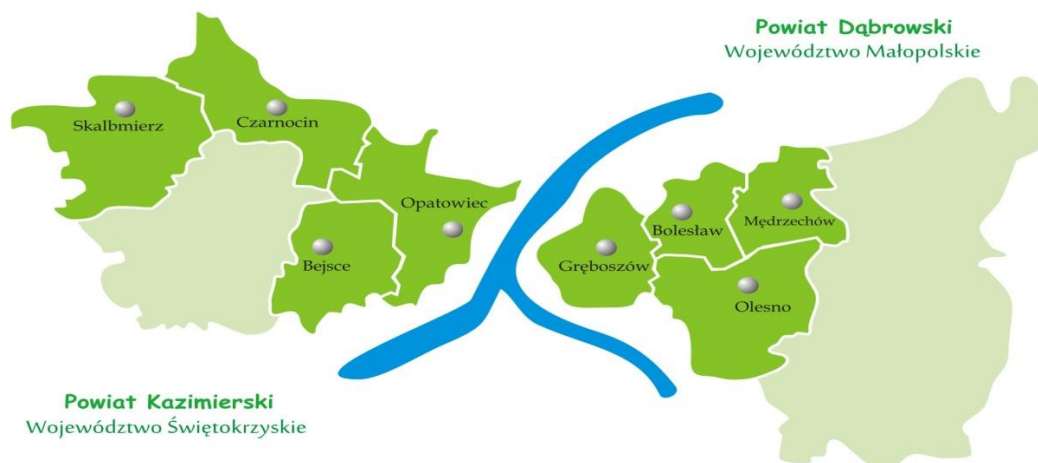 Powiat Dąbrowski
Województwo Małopolskie
Skalbmierz
Czarnocin
Opatowiec
Bejsce
Gręboszów
Bolesław
Mędrzechów
Olesno
Powiat Kazimierski
Województwo Świętokrzyskie